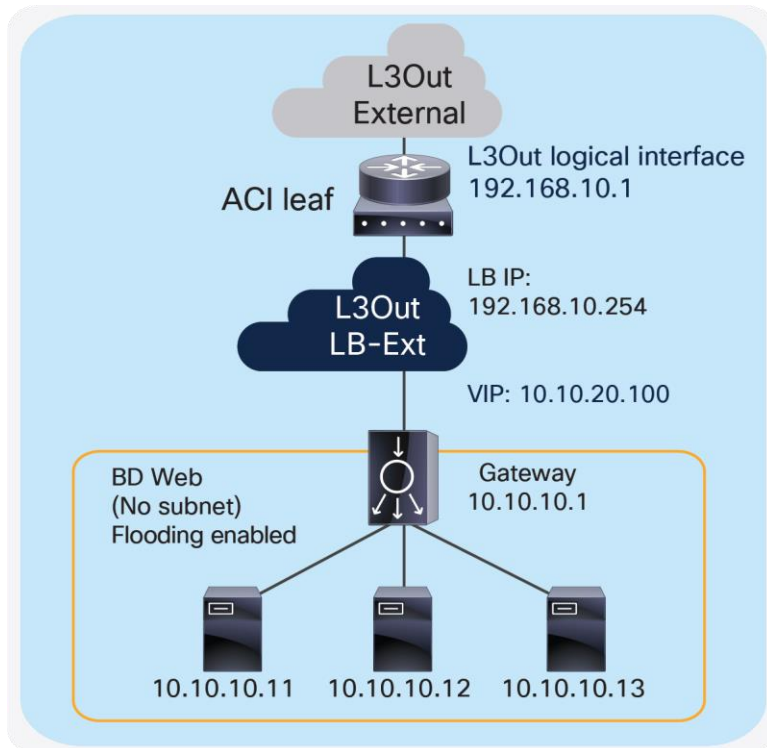 L3Out
External
L3Out logical interface
192.168.10.1
ACI leaf
LB IP:
192.168.10.254
L3Out
LB-Ext
VIP: 10.10.20.100
BD Web
(No subnet)
Flooding enabled
Gateway
10.10.10.1
10.10.10.11
10.10.10.12
10.10.10.13